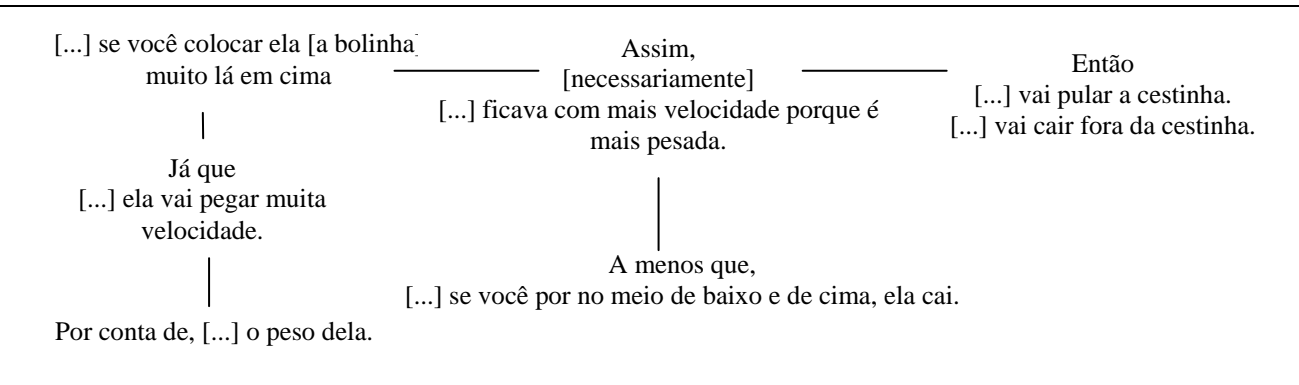 [...] se você colocar ela [a bolinha]
muito lá em cima
Já que
[...] ela vai pegar muita
velocidade.
Por conta de, [...] o peso dela.
Assim,
[necessariamente]
[...] ficava com mais velocidade porque é
mais pesada.
A menos que,
[...] se você por no meio de baixo e de cima, ela cai.
Então
[...] vai pular a cestinha.
[...] vai cair fora da cestinha.